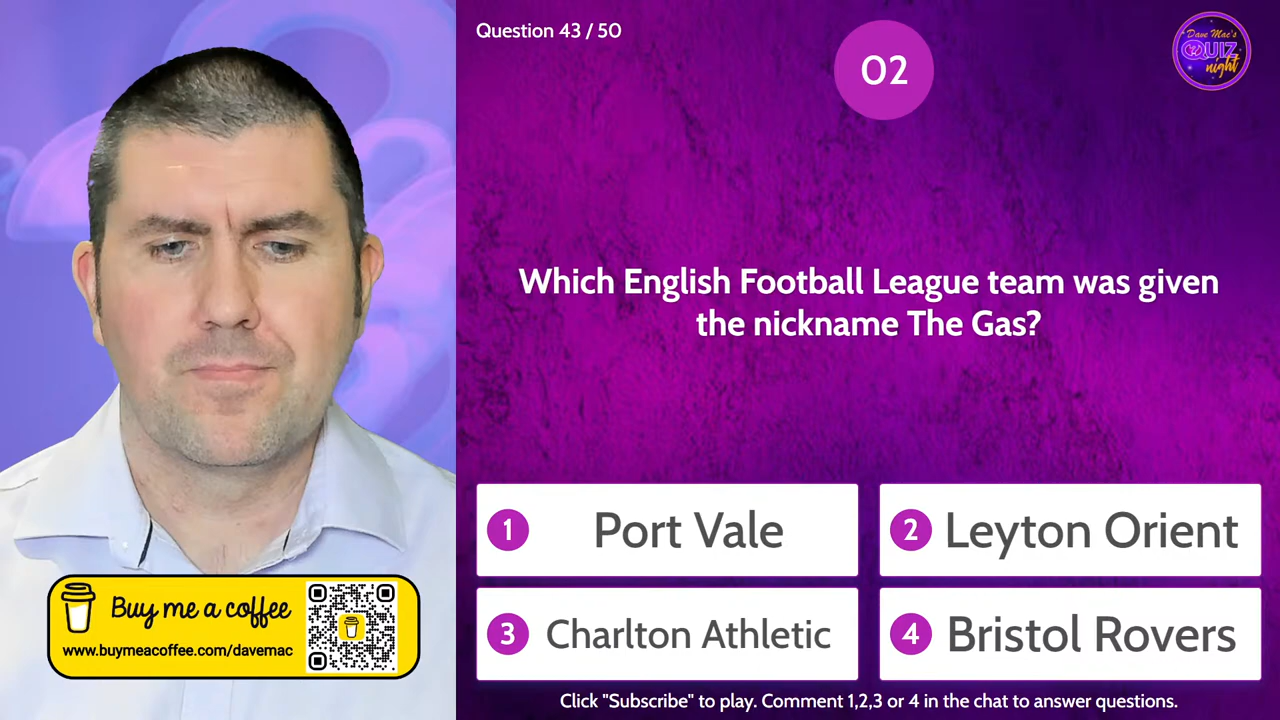 Question 43 / 50
02
Dave Mac's
QUIZ
night
Which English Football League team was given
the nickname The Gas?
1 Port Vale
2 Leyton Orient
3 Charlton Athletic
4 Bristol Rovers
Buy me a coffee
www.buymeacoffee.com/davemac
Click "Subscribe" to play. Comment 1,2,3 or 4 in the chat to answer questions.